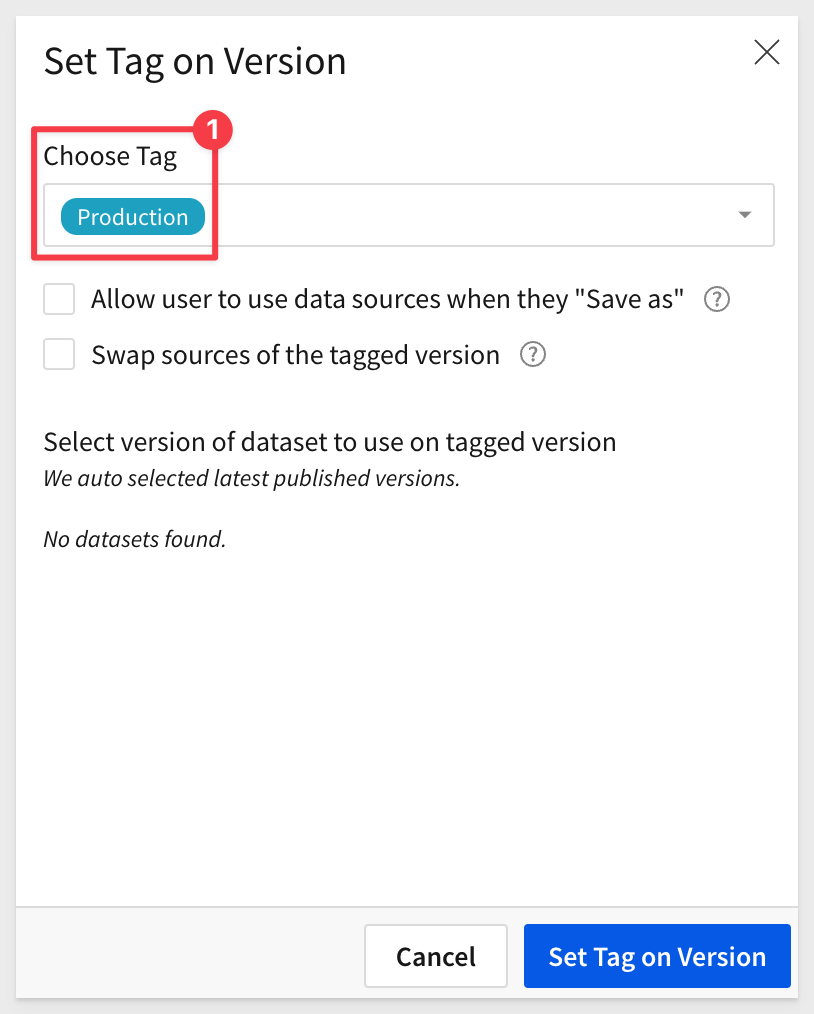 Set Tag on Version
1
Choose Tag
Production
Allow user to use data sources when they "Save as" ?
Swap sources of the tagged version ?
Select version of dataset to use on tagged version
We auto selected latest published versions.
No datasets found.
Cancel
Set Tag on Version